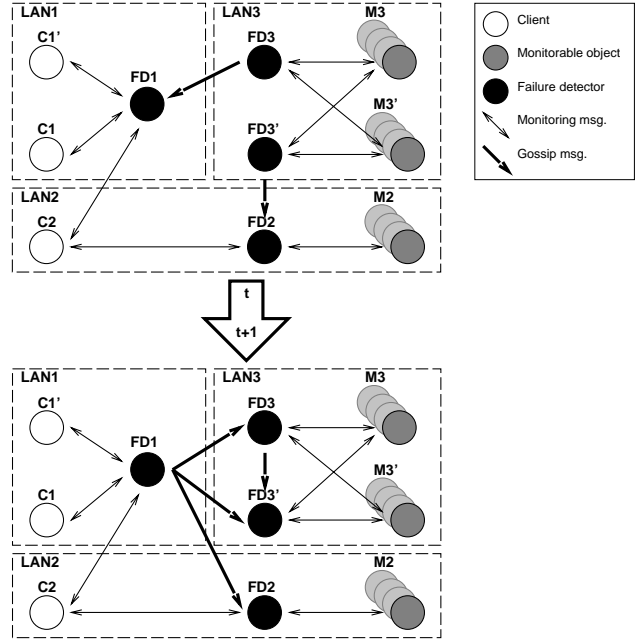 LAN1
LAN3
M3
C1'
FD3
FD1
C1
FD3'
M3'
LAN2
C2
FD2
M2
Client
Monitorable object
Failure detector
Monitoring msg.
Gossip msg.
t
t+1
LAN1
LAN3
M3
C1'
FD3
FD1
C1
FD3'
M3'
LAN2
C2
FD2
M2